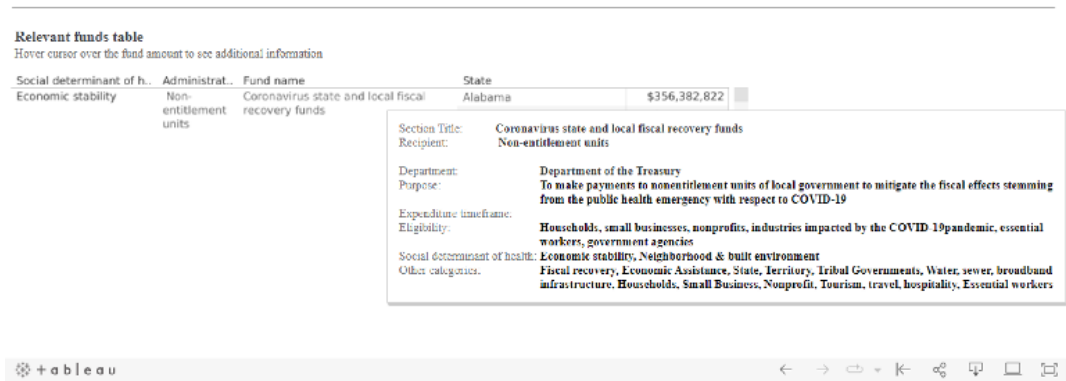 Relevant funds table
Hover cursor over the fund amount to see additional information
Social determinant of h.. Administrat.. Fund name State
Economic stability Non- Coronavirus state and local fiscal Alabama $356,382,822
entitlement recovery funds
units
Section Title: Coronavirus state and local fiscal recovery funds
Recipient: Non-entitlement units
Department: Department of the Treasury
Purpose: To make payments to nonentitlement units of local government to mitigate the fiscal effects stemming
from the public health emergency with respect to COVID-19
Expenditure timeframe:
Eligibility: Households, small businesses, nonprofits, industries impacted by the COVID-19pandemic, essential
workers, government agencies
Social determinant of health: Economic stability, Neighborhood & built environment
Other categories: Fiscal recovery, Economic Assistance, State, Territory, Tribal Governments, Water, sewer, broadband
infrastructure, Households, Small Business, Nonprofit, Tourism, travel, hospitality, Essential workers
+ableau